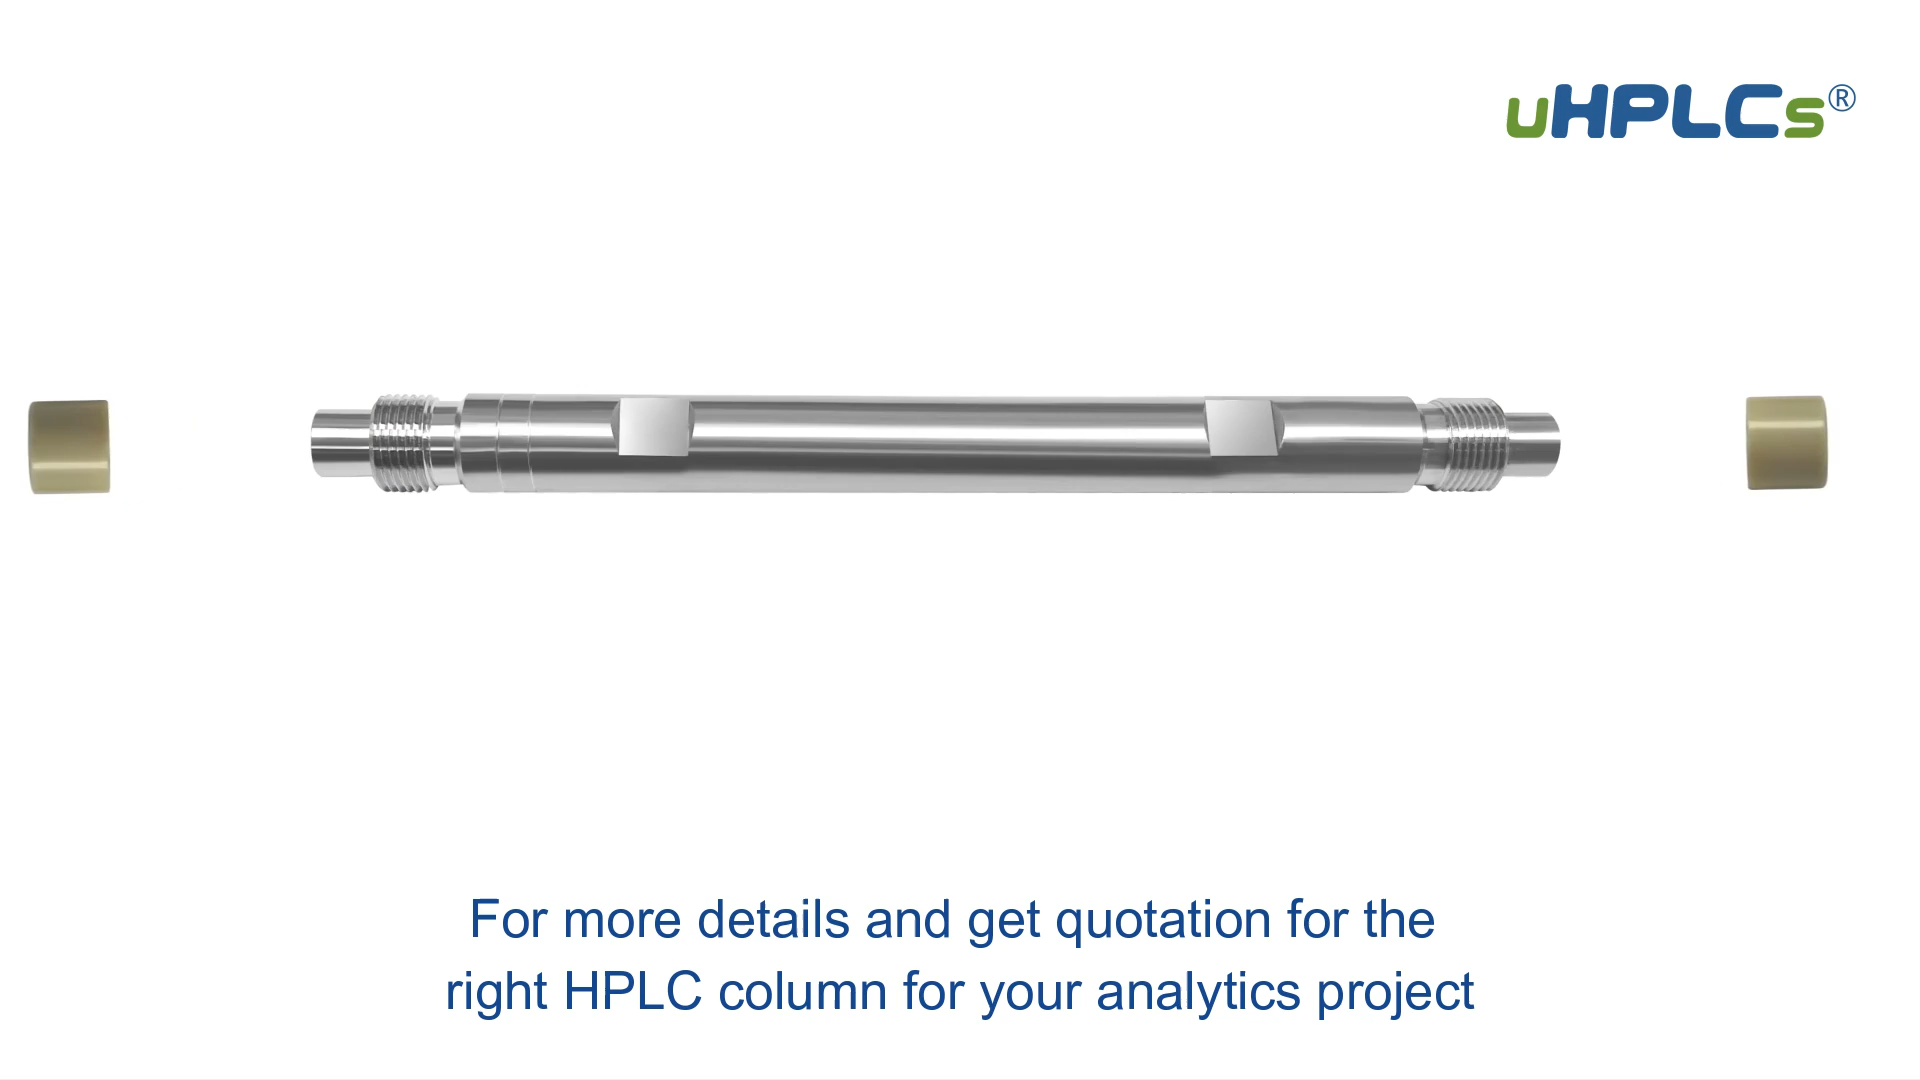 uHPLCs®
For more details and get quotation for the
right HPLC column for your analytics project